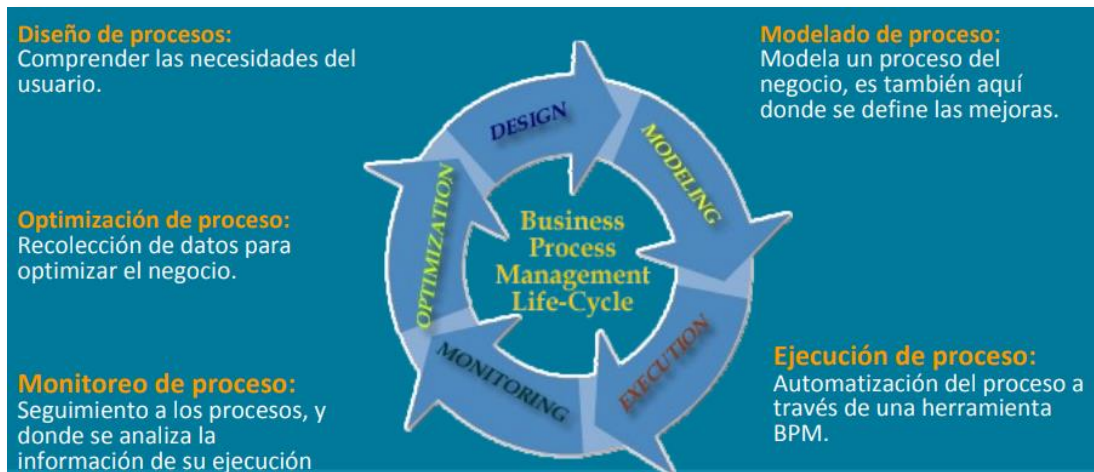 Diseño de procesos:
Comprender las necesidades del
usuario.
Modelado de proceso:
Modela un proceso del
negocio, es también aquí
donde se define las mejoras.
DESIGN
MODELING
EXECUTION
MONITORING
OPTIMIZATION
Business
Process
Management
Life-Cycle
Optimización de proceso:
Recolección de datos para
optimizar el negocio.
Ejecución de proceso:
Automatización del proceso a
través de una herramienta
BPM.
Monitoreo de proceso:
Seguimiento a los procesos, y
donde se analiza la
información de su ejecución